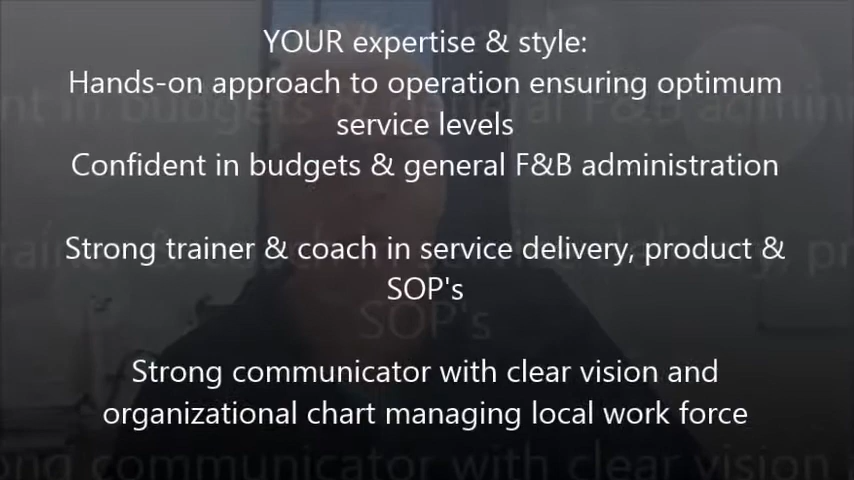 YOUR expertise & style:
Hands-on approach to operation ensuring optimum
service levels
Confident in budgets & general F&B administration
Strong trainer & coach in service delivery, product &
SOP's
Strong communicator with clear vision and
organizational chart managing local work force